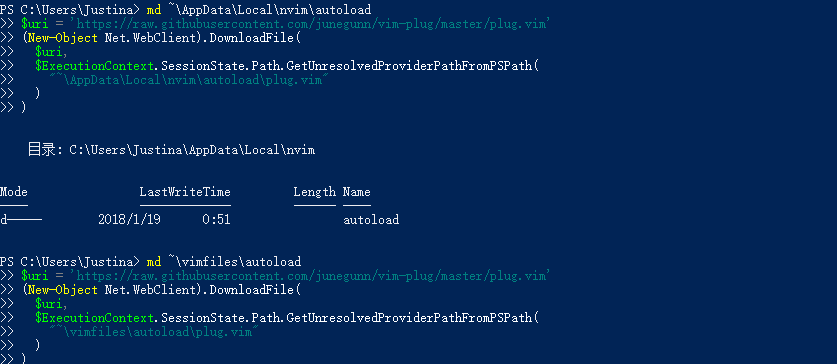 PS C:\Users\Justina> md ~\AppData\Local\nvim\autoload
>> $uri = 'https://raw.githubusercontent.com/junegunn/vim-plug/master/plug.vim'
>> (New-Object Net.WebClient).DownloadFile(
>>   $uri,
>>   $ExecutionContext.SessionState.Path.GetUnresolvedProviderPathFromPSPath(
>>     "~\AppData\Local\nvim\autoload\plug.vim"
>>   )
>> )
目录: C:\Users\Justina\AppData\Local\nvim
Mode                LastWriteTime         Length Name
----                -------------         ------ ----
d-----        2018/1/19      0:51                autoload
PS C:\Users\Justina> md ~\vimfiles\autoload
>> $uri = 'https://raw.githubusercontent.com/junegunn/vim-plug/master/plug.vim'
>> (New-Object Net.WebClient).DownloadFile(
>>   $uri,
>>   $ExecutionContext.SessionState.Path.GetUnresolvedProviderPathFromPSPath(
>>     "~\vimfiles\autoload\plug.vim"
>>   )
>> )